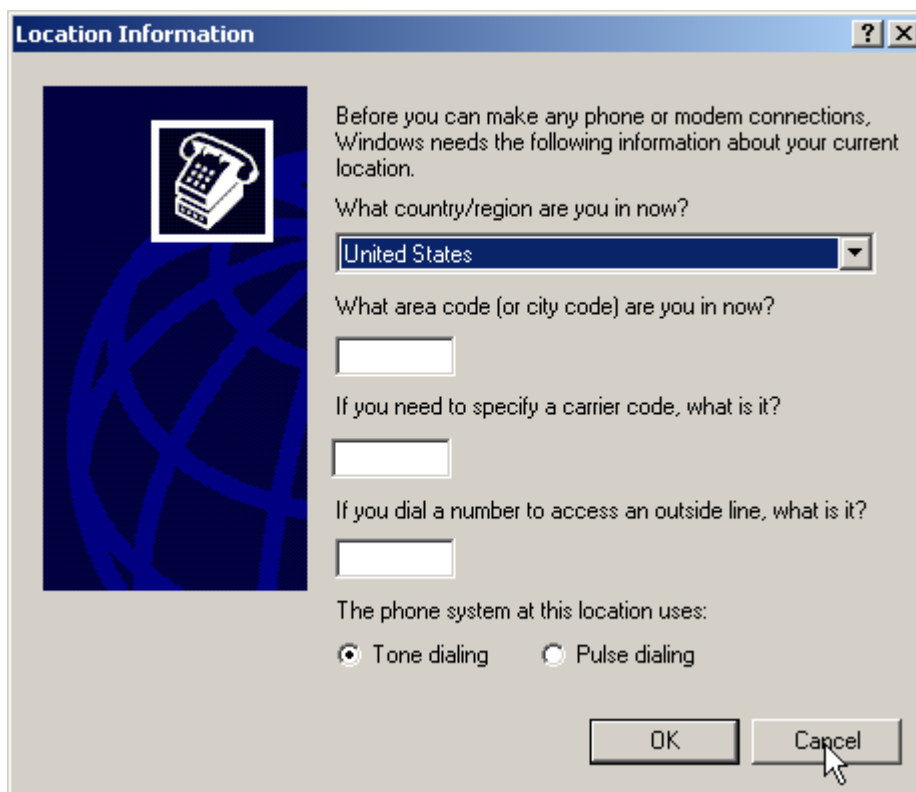 Location Information
Before you can make any phone or modem connections,
Windows needs the following information about your current
location.
What country/region are you in now?
United States
What area code (or city code) are you in now?
If you need to specify a carrier code, what is it?
If you dial a number to access an outside line, what is it?
The phone system at this location uses:
Tone dialing Pulse dialing
OK Cancel